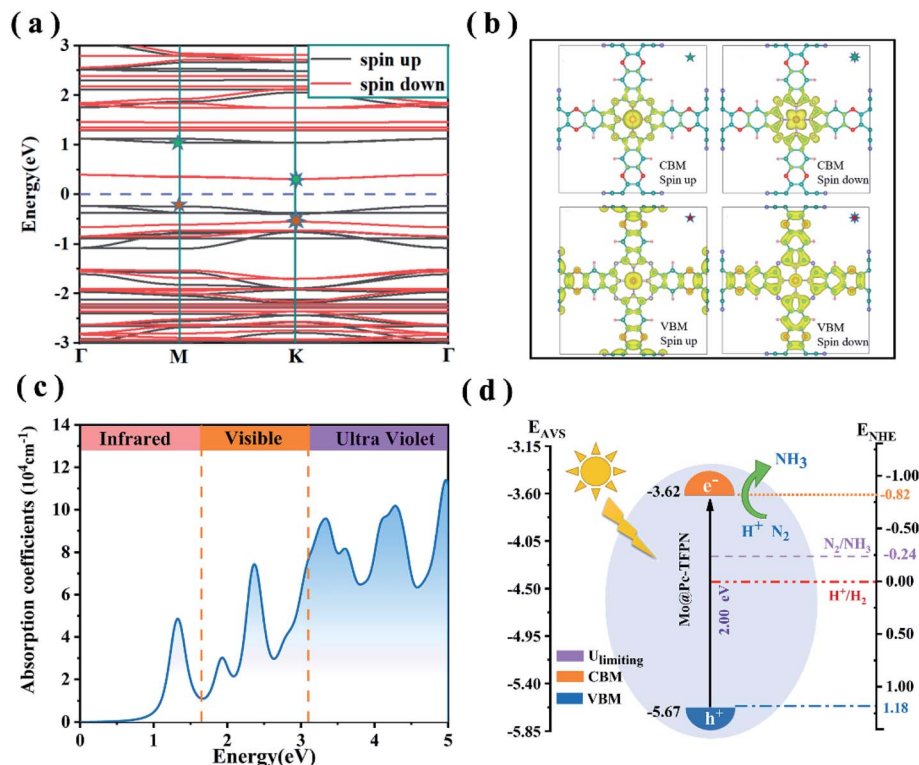 ( a )
3
2
1
0
-1
-2
-3
Energy(eV)
spin up
spin down
Γ
M
K
Γ
( b )
CBM
Spin up
CBM
Spin down
VBM
Spin up
VBM
Spin down
( c )
Infrared
Visible
Ultra Violet
14
12
10
8
6
4
2
0
Absorption coefficients (10⁴cm⁻¹)
0
1
2
3
4
5
Energy(eV)
( d )
E_AVS
-3.15
-3.60
-4.05
-4.50
-4.95
-5.40
-5.85
E_NHE
-1.00
-0.82
-0.50
-0.24
0.00
0.50
1.00
1.18
-3.62
e⁻
NH₃
H⁺ N₂
N₂/NH₃
H⁺/H₂
Mo@Pc-TFPN
2.00 eV
U_limiting
CBM
VBM
-5.67
h⁺